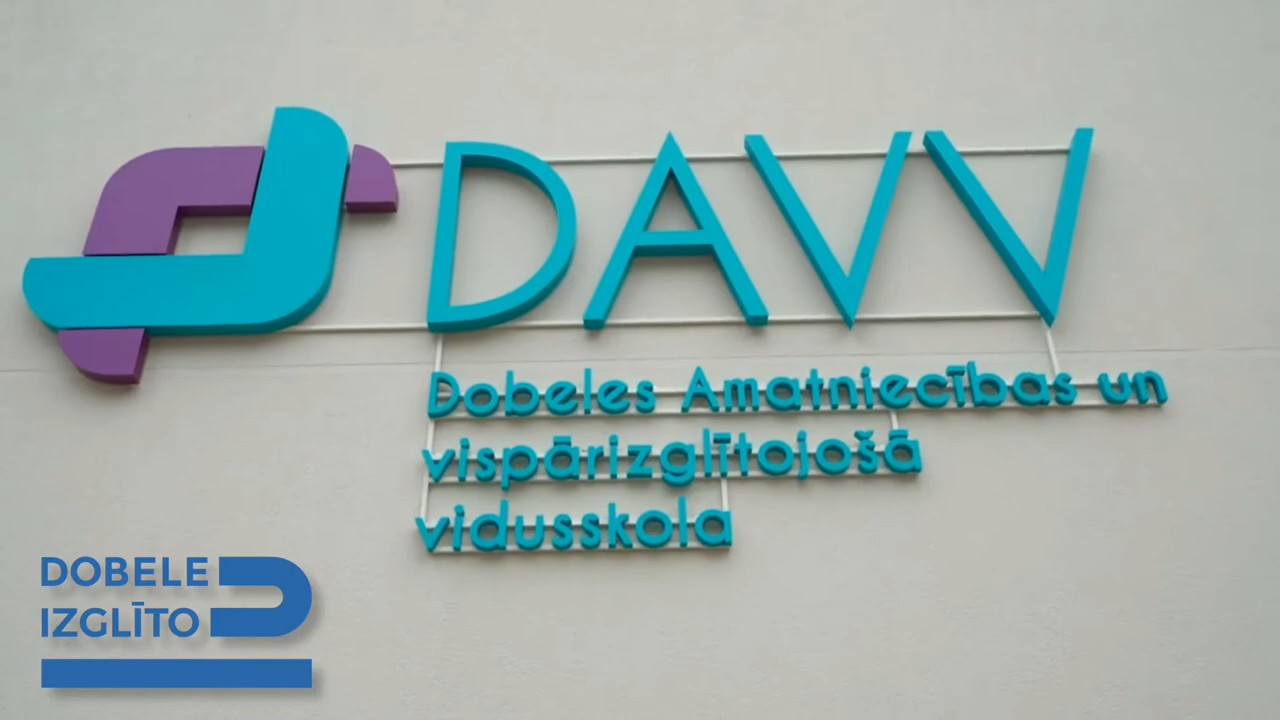 DAVV
Dobeles Amatniecības un
vispārizglītojošā
vidusskola
DOBELE
IZGLĪTO